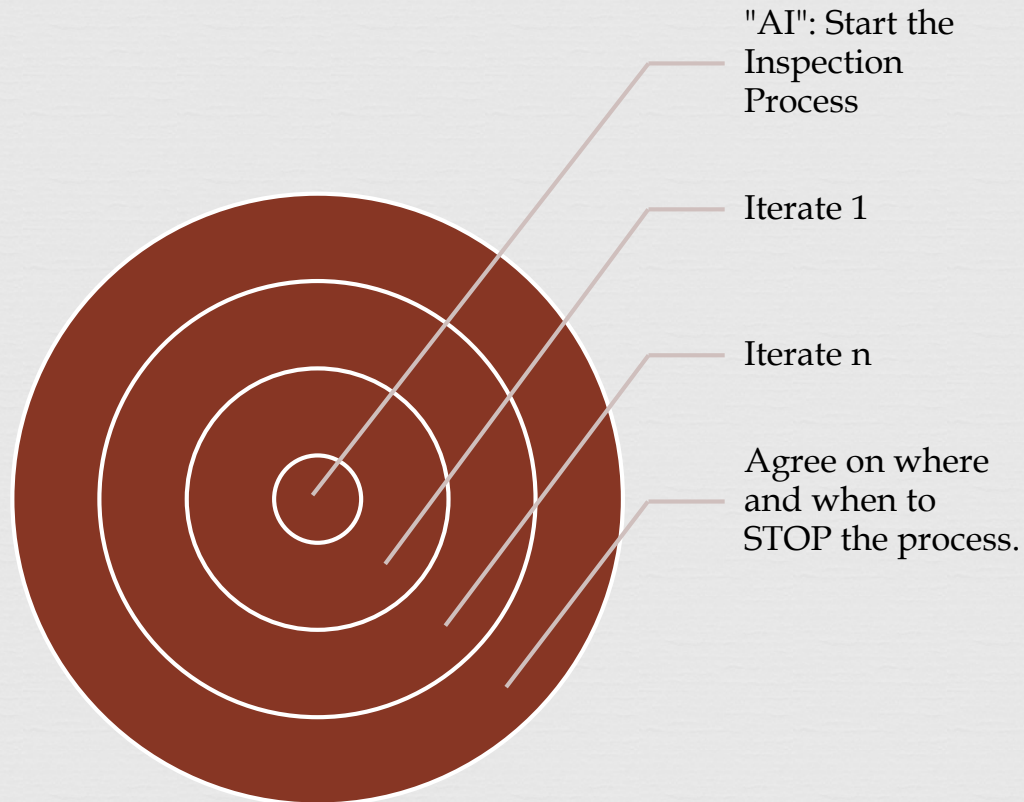 "AI": Start the
Inspection
Process
Iterate 1
Iterate n
Agree on where
and when to
STOP the process.